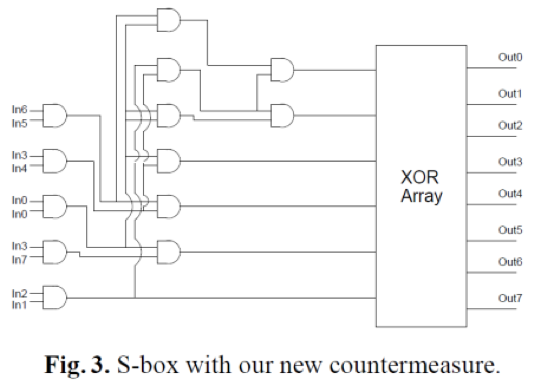 Out0
Out1
In6
In5
Out2
In3
In4
Out3
XOR
Array
Out4
In0
In0
Out5
In3
In7
Out6
In2
In1
Out7
Fig. 3. S-box with our new countermeasure.